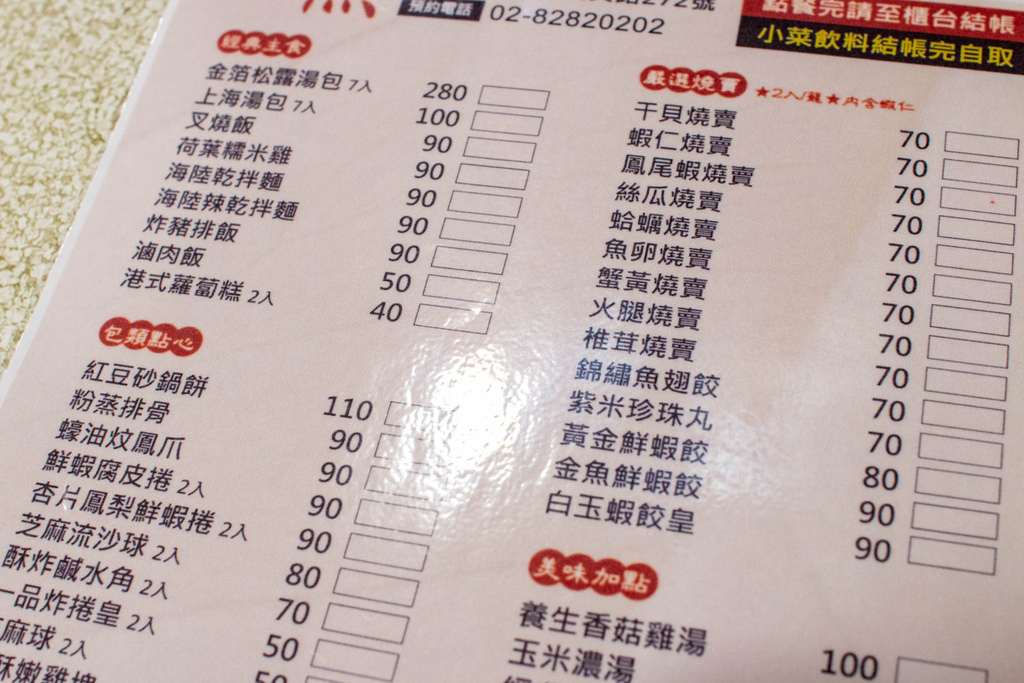 路272號
預約電話 02-82820202
點餐完請至櫃台結帳
小菜飲料結帳完自取
經典主食
金箔松露湯包 7入 280
上海湯包 7入 100
叉燒飯 90
荷葉糯米雞 90
海陸乾拌麵 90
海陸辣乾拌麵 90
炸豬排飯 90
滷肉飯 50
港式蘿蔔糕 2入 40
包類點心
紅豆砂鍋餅 110
粉蒸排骨 90
蠔油炆鳳爪 90
鮮蝦腐皮捲 2入 90
杏片鳳梨鮮蝦捲 2入 90
芝麻流沙球 2入 80
酥炸鹹水角 2入 70
一品炸捲皇 2入 50
麻球 2入 50
酥嫩雞塊
嚴選燒賣 ★2入/籠★內含蝦仁
干貝燒賣 70
蝦仁燒賣 70
鳳尾蝦燒賣 70
絲瓜燒賣 70
蛤蠣燒賣 70
魚卵燒賣 70
蟹黃燒賣 70
火腿燒賣 70
椎茸燒賣 70
錦繡魚翅餃 70
紫米珍珠丸 70
黃金鮮蝦餃 80
金魚鮮蝦餃 90
白玉蝦餃皇 90
美味加點
養生香菇雞湯 100
玉米濃湯